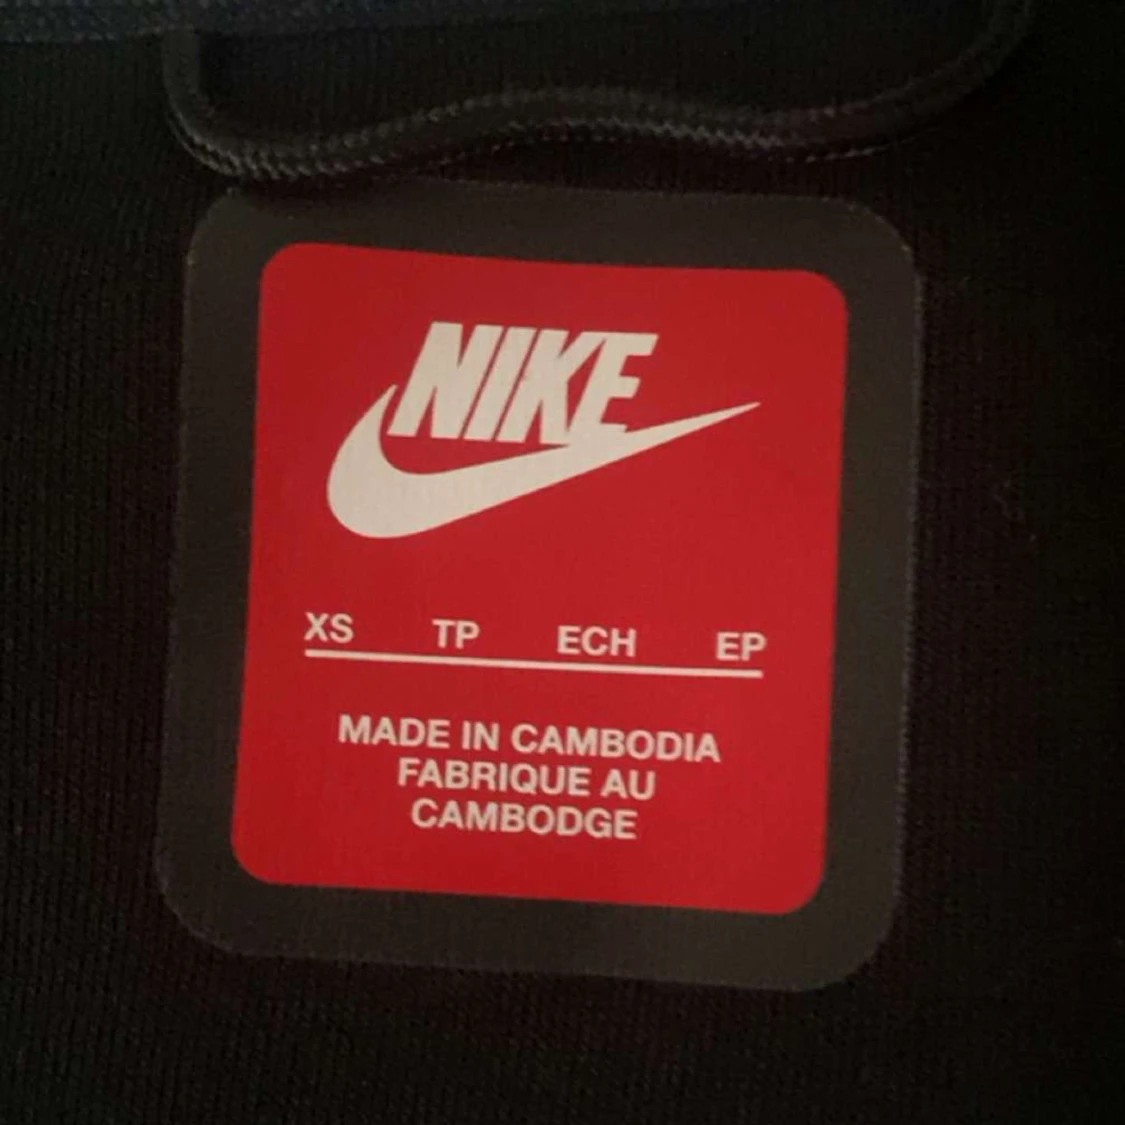 NIKE
XS TP ECH EP
MADE IN CAMBODIA
FABRIQUE AU
CAMBODGE